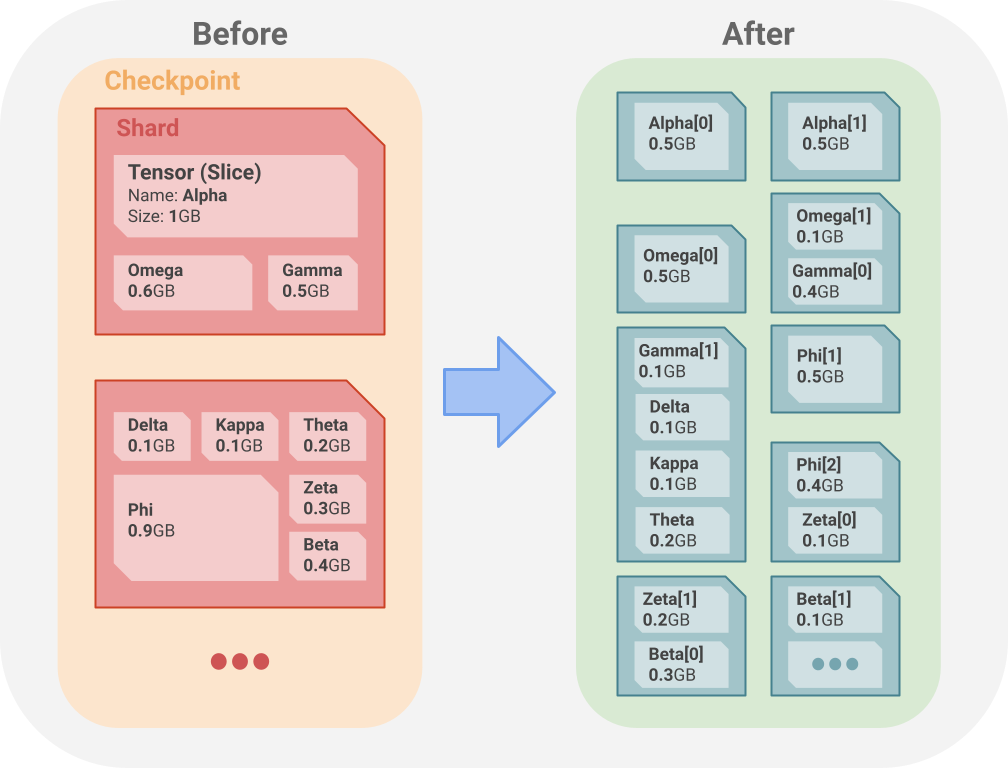 Before
Checkpoint
Shard
Tensor (Slice)
Name: Alpha
Size: 1GB
Omega
0.6GB
Gamma
0.5GB
Delta
0.1GB
Kappa
0.1GB
Theta
0.2GB
Phi
0.9GB
Zeta
0.3GB
Beta
0.4GB
After
Alpha[0]
0.5GB
Alpha[1]
0.5GB
Omega[0]
0.5GB
Omega[1]
0.1GB
Gamma[0]
0.4GB
Gamma[1]
0.1GB
Delta
0.1GB
Kappa
0.1GB
Theta
0.2GB
Phi[1]
0.5GB
Phi[2]
0.4GB
Zeta[0]
0.1GB
Zeta[1]
0.2GB
Beta[0]
0.3GB
Beta[1]
0.1GB